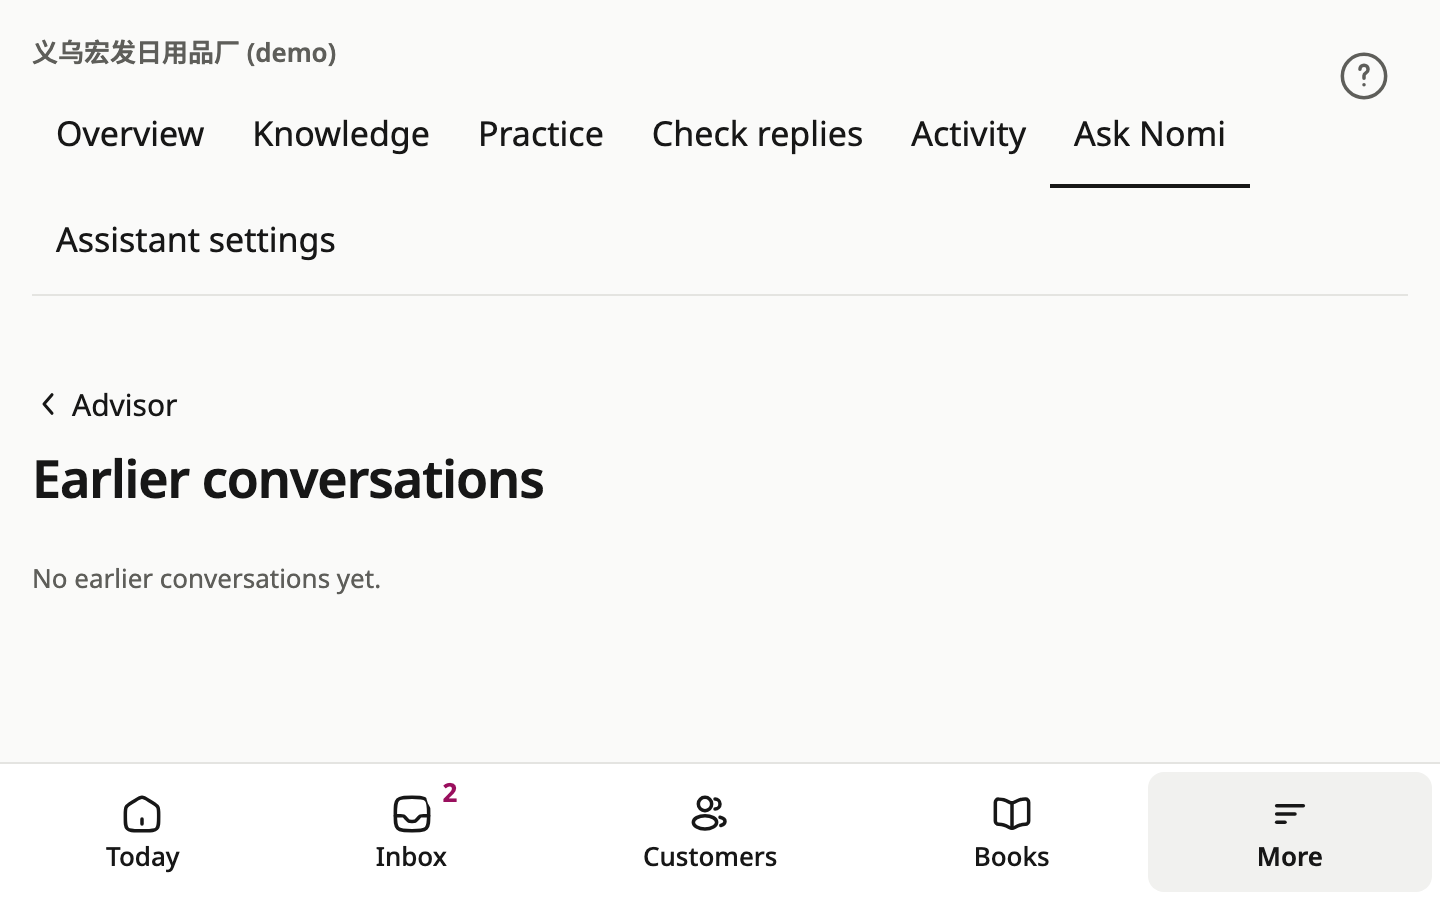 义乌宏发日用品厂 (demo)
Overview Knowledge Practice Check replies Activity Ask Nomi
Assistant settings
Advisor
Earlier conversations
No earlier conversations yet.
2
Today Inbox Customers Books More